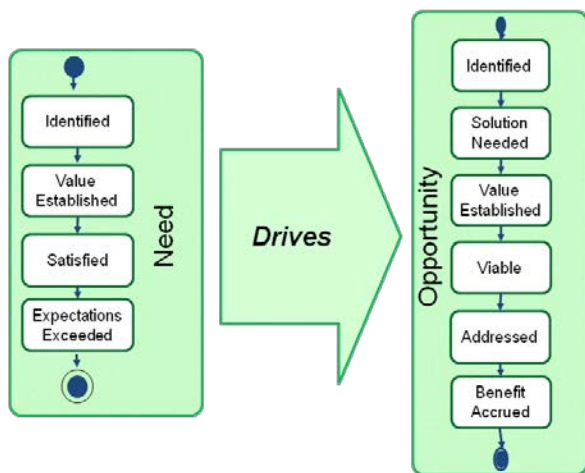 Identified
Value
Established
Satisfied
Expectations
Exceeded
Need
Drives
Opportunity
Identified
Solution
Needed
Value
Established
Viable
Addressed
Benefit
Accrued